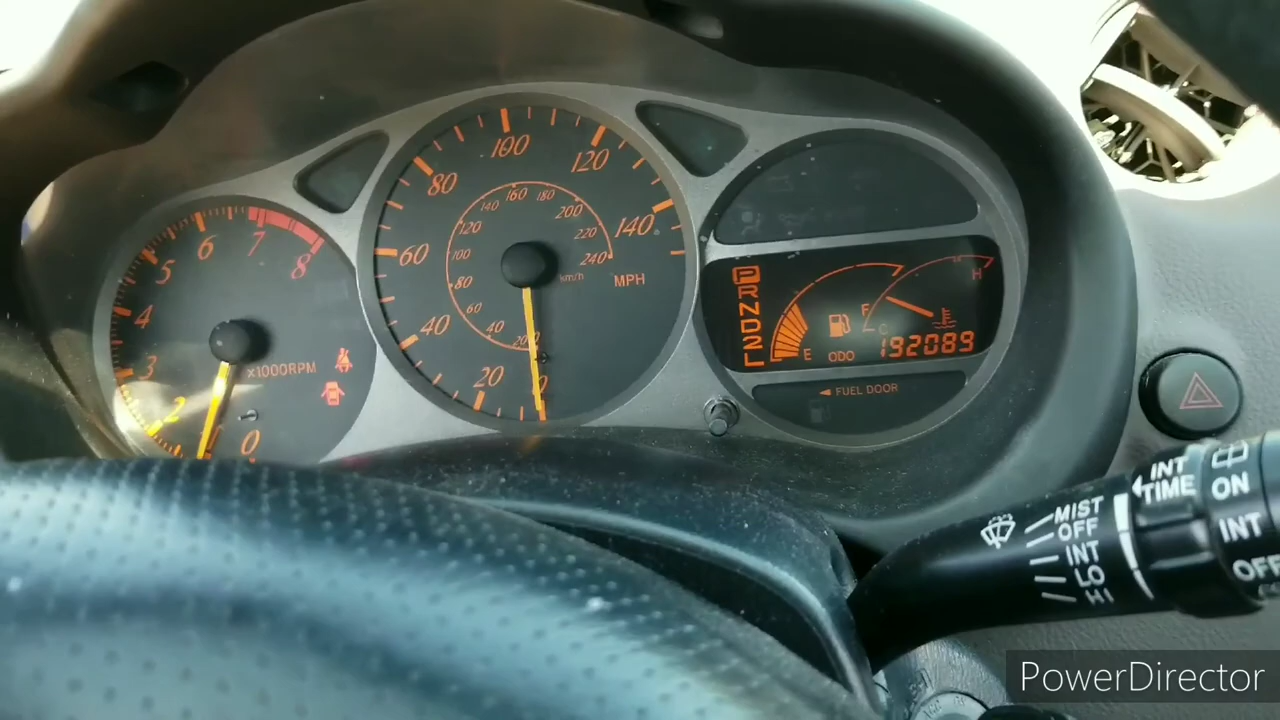 0
2
3
4
5
6
7
8
x1000RPM
0
20
40
60
80
100
120
140
MPH
20
40
60
80
100
120
140
160
180
200
220
240
km/h
P
R
N
D
2
L
E
F
C
H
ODO 192089
◄ FUEL DOOR
MIST
OFF
INT
LO
HI
INT
TIME
ON
INT
OFF
PowerDirector